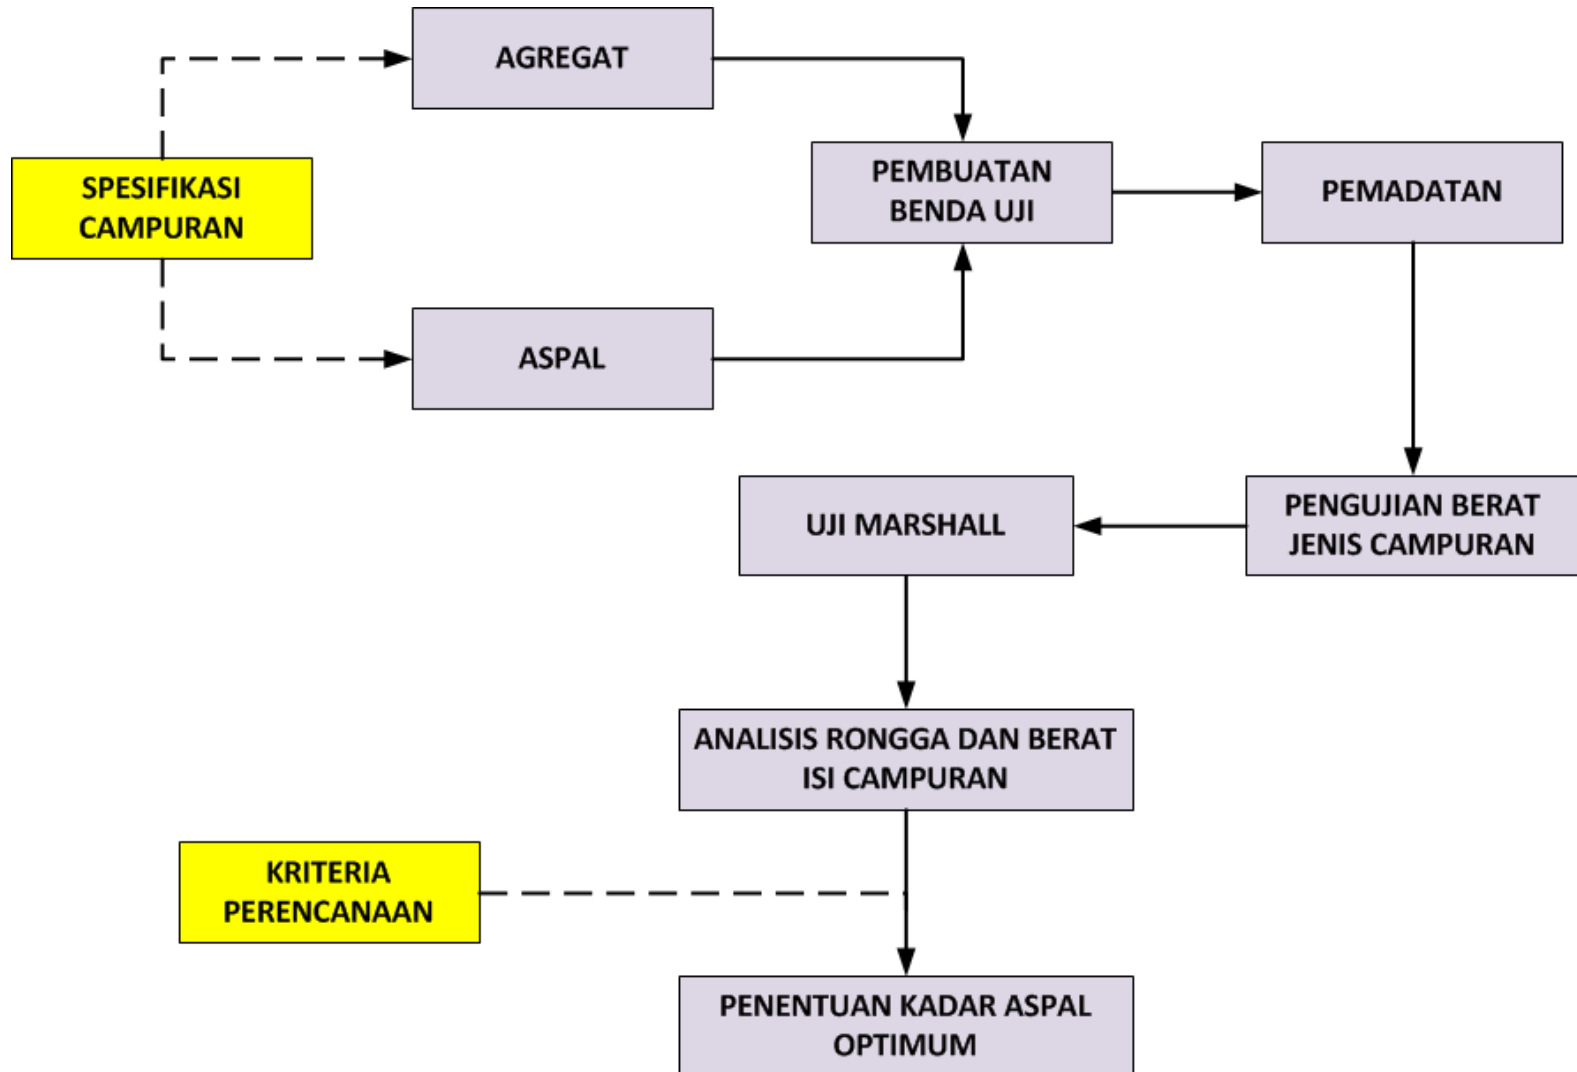 AGREGAT
SPESIFIKASI
CAMPURAN
PEMBUATAN
BENDA UJI
PEMADATAN
ASPAL
UJI MARSHALL
PENGUJIAN BERAT
JENIS CAMPURAN
ANALISIS RONGGA DAN BERAT
ISI CAMPURAN
KRITERIA
PERENCANAAN
PENENTUAN KADAR ASPAL
OPTIMUM